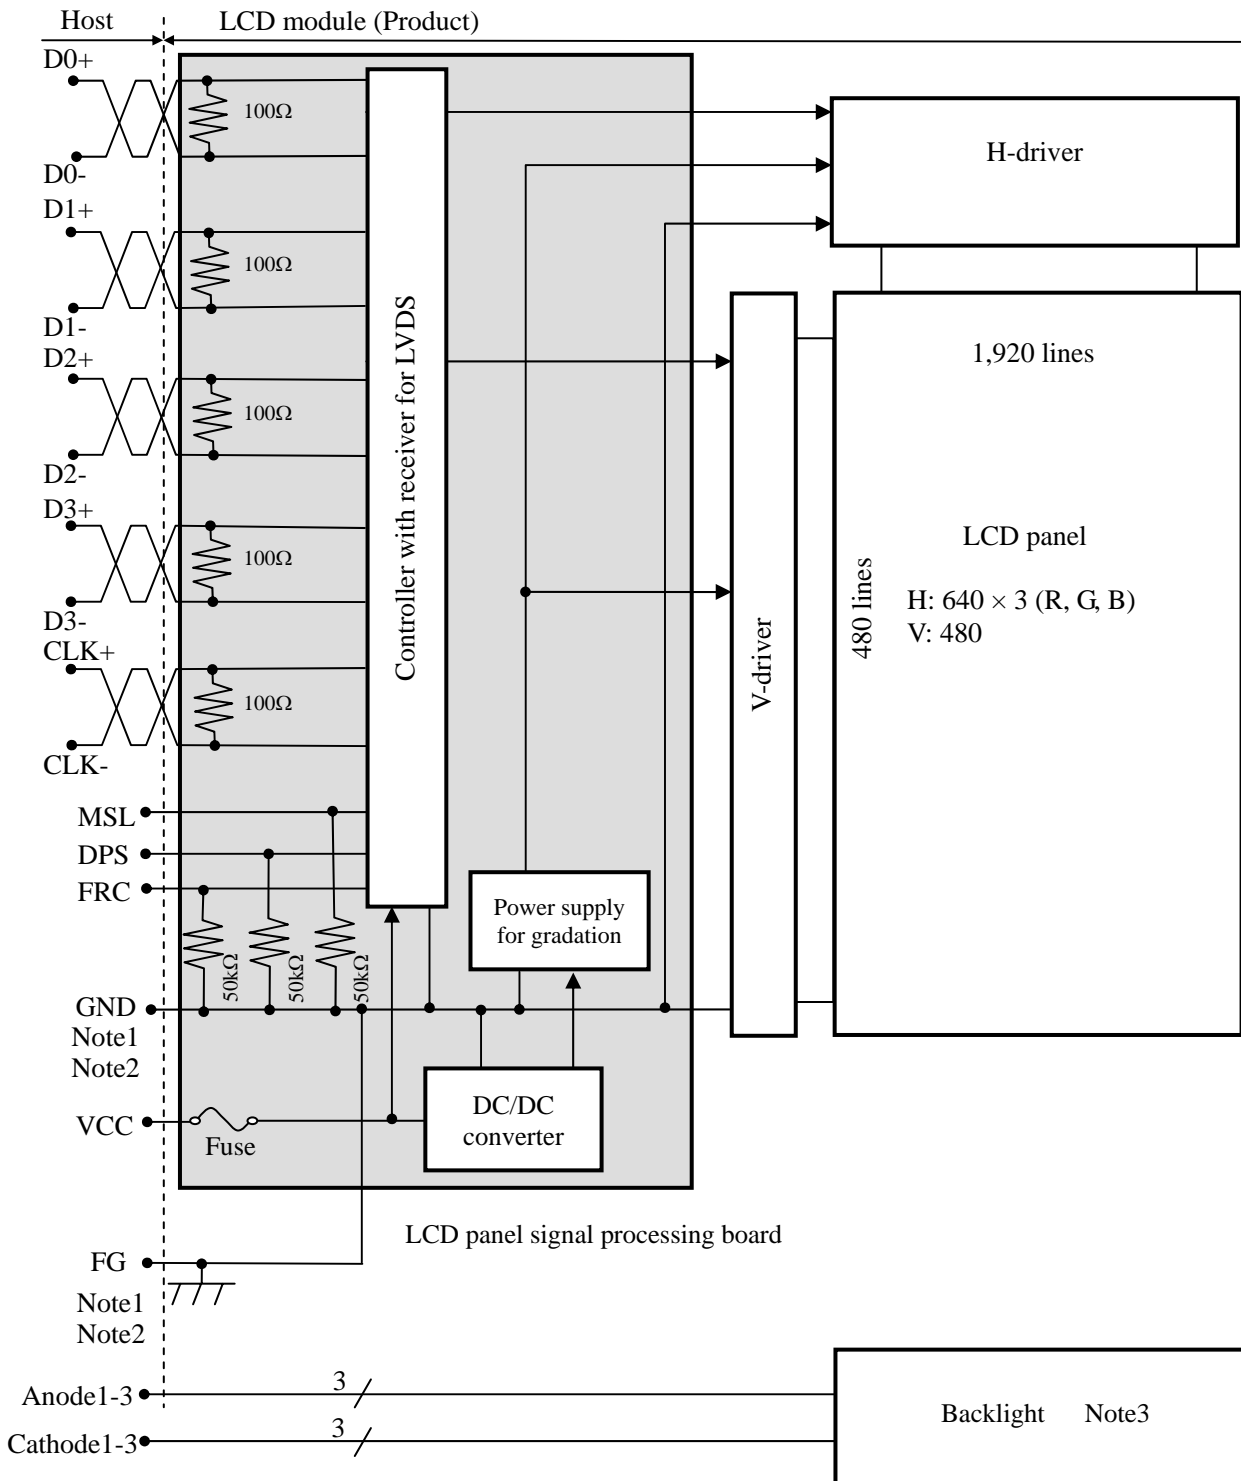 Host
LCD module (Product)
D0+
100Ω
D0-
D1+
100Ω
D1-
D2+
100Ω
D2-
D3+
100Ω
D3-
CLK+
100Ω
CLK-
MSL
DPS
FRC
50kΩ
50kΩ
50kΩ
GND
Note1
Note2
VCC
Fuse
Controller with receiver for LVDS
Power supply
for gradation
DC/DC
converter
H-driver
V-driver
1,920 lines
480 lines
LCD panel
H: 640 × 3 (R, G, B)
V: 480
LCD panel signal processing board
FG
Note1
Note2
Anode1-3
3
Cathode1-3
3
Backlight Note3